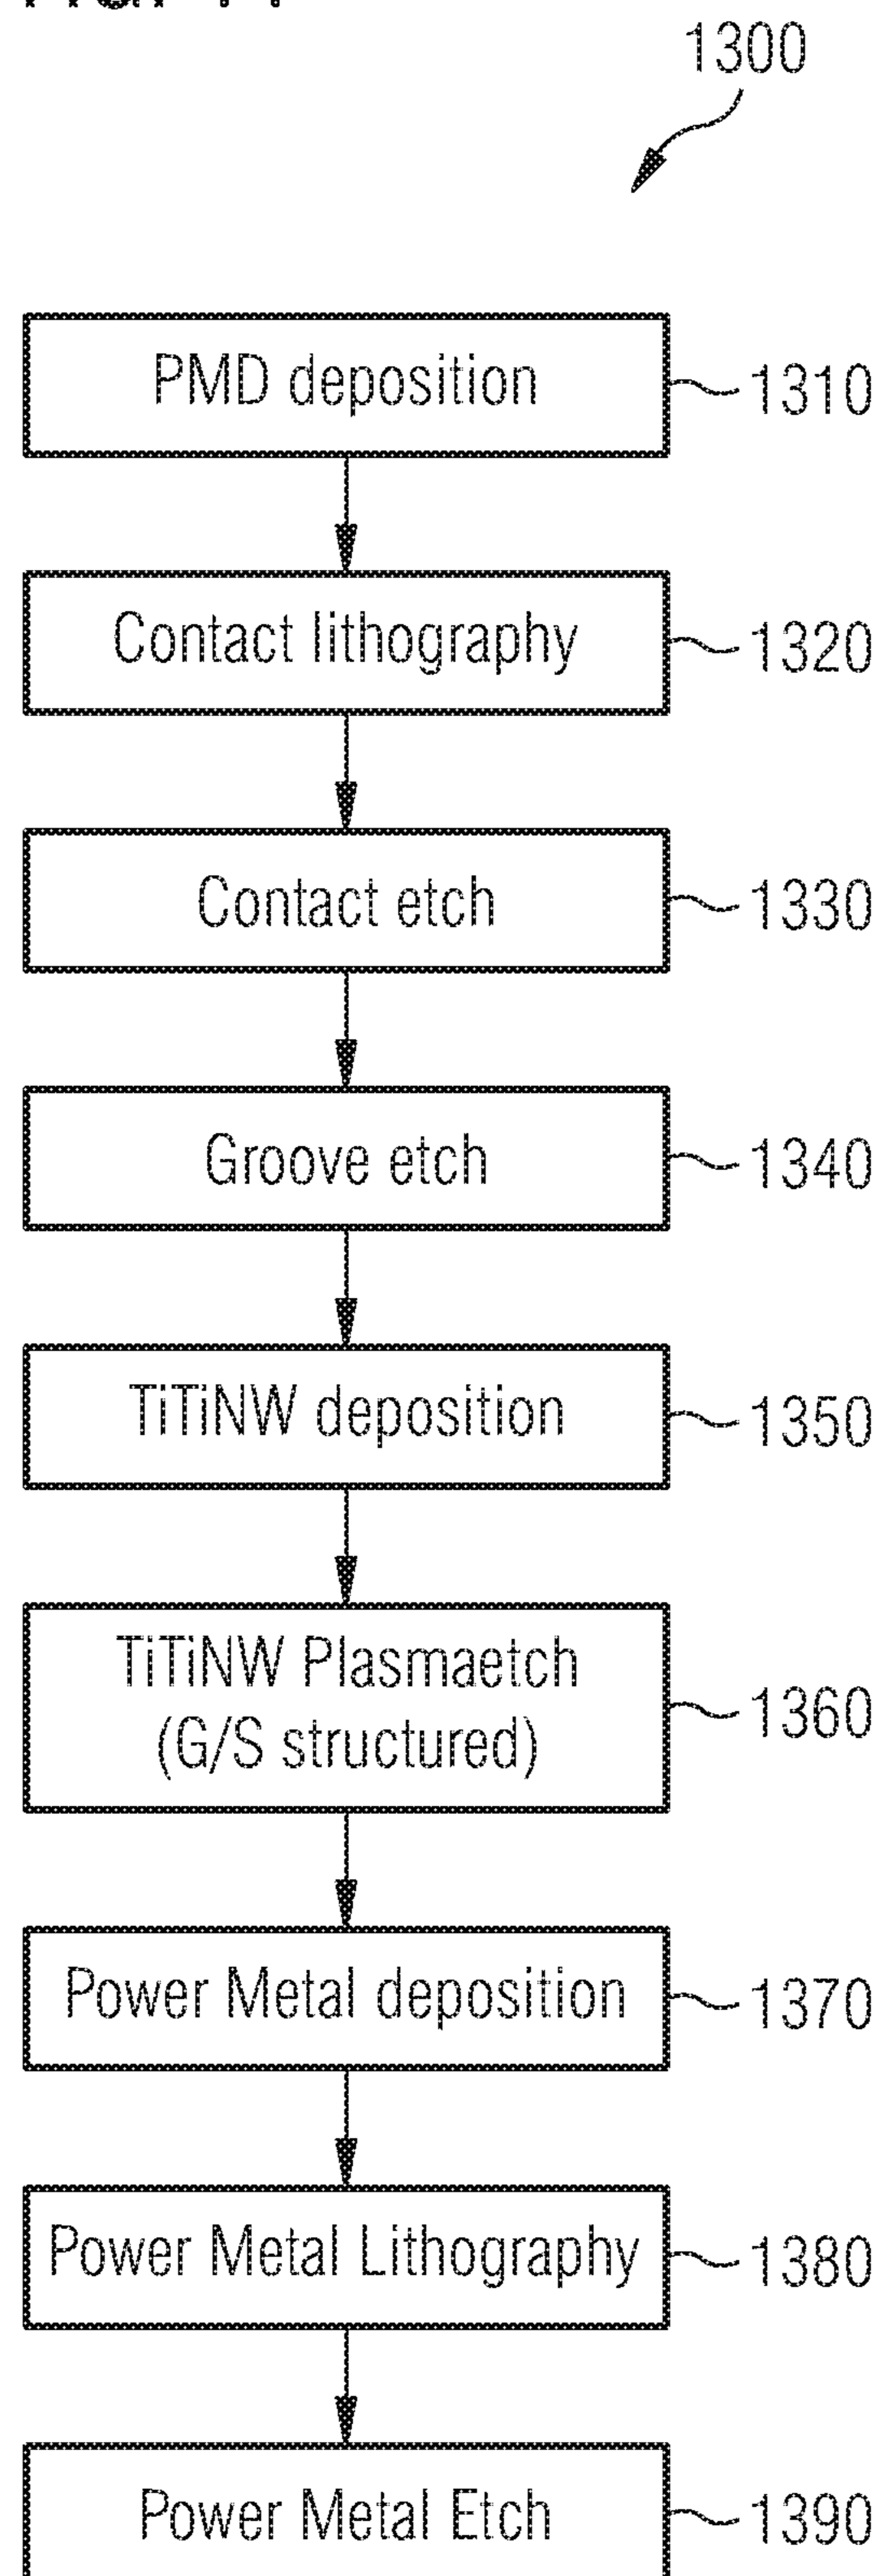 1300
PMD deposition
1310
Contact lithography
1320
Contact etch
1330
Groove etch
1340
TiTiNW deposition
1350
TiTiNW Plasmaetch
(G/S structured)
1360
Power Metal deposition
1370
Power Metal Lithography
1380
Power Metal Etch
1390